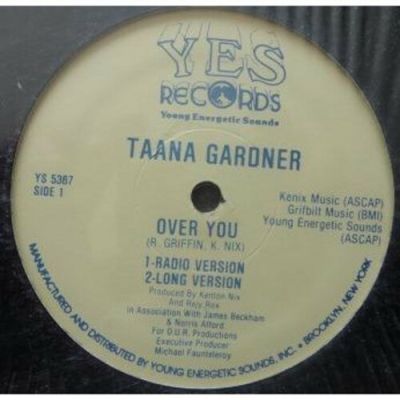 YES
RECORDS
Young Energetic Sounds
TAANA GARDNER
YS 5367
SIDE 1
Kenix Music (ASCAP)
Grifbilt Music (BMI)
Young Energetic Sounds
(ASCAP)
OVER YOU
(R. GRIFFIN, K. NIX)
1-RADIO VERSION
2-LONG VERSION
Produced By Kenton Nix
And Rejy Rex
in Association With James Beckham
& Norris Alford
For D.U.R. Productions
Executive Producer
Michael Fauntelroy
MANUFACTURED AND DISTRIBUTED BY YOUNG ENERGETIC SOUNDS, INC. • BROOKLYN, NEW YORK